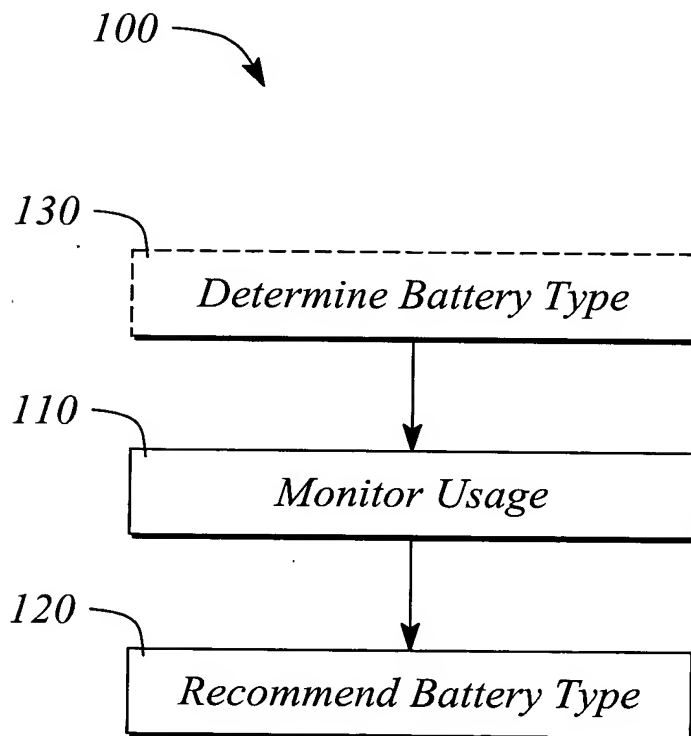 100
130
Determine Battery Type
110
Monitor Usage
120
Recommend Battery Type